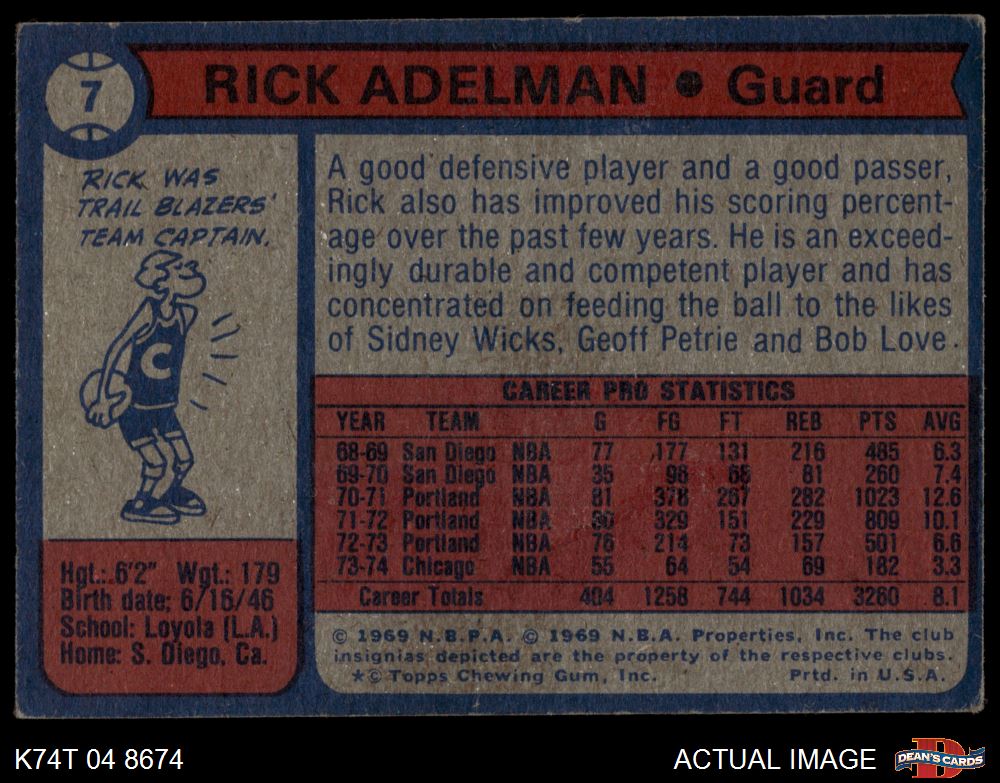 7
RICK ADELMAN • Guard
RICK WAS
TRAIL BLAZERS'
TEAM CAPTAIN.
C
Hgt.: 6'2" Wgt.: 179
Birth date: 6/16/46
School: Loyola (L.A.)
Home: S. Diego, Ca.
A good defensive player and a good passer,
Rick also has improved his scoring percent-
age over the past few years. He is an exceed-
ingly durable and competent player and has
concentrated on feeding the ball to the likes
of Sidney Wicks, Geoff Petrie and Bob Love.
CAREER PRO STATISTICS
YEAR TEAM G FG FT REB PTS AVG
68-69 San Diego NBA 77 177 131 216 485 6.3
69-70 San Diego NBA 35 96 68 81 260 7.4
70-71 Portland NBA 81 378 267 282 1023 12.6
71-72 Portland NBA 80 329 151 229 809 10.1
72-73 Portland NBA 76 214 73 157 501 6.6
73-74 Chicago NBA 55 64 54 69 182 3.3
Career Totals 404 1258 744 1034 3260 8.1
© 1969 N.B.P.A. © 1969 N.B.A. Properties, Inc. The club
insignias depicted are the property of the respective clubs.
*© Topps Chewing Gum, Inc. Prtd. in U.S.A.
K74T 04 8674
ACTUAL IMAGE
D
DEAN'S CARDS